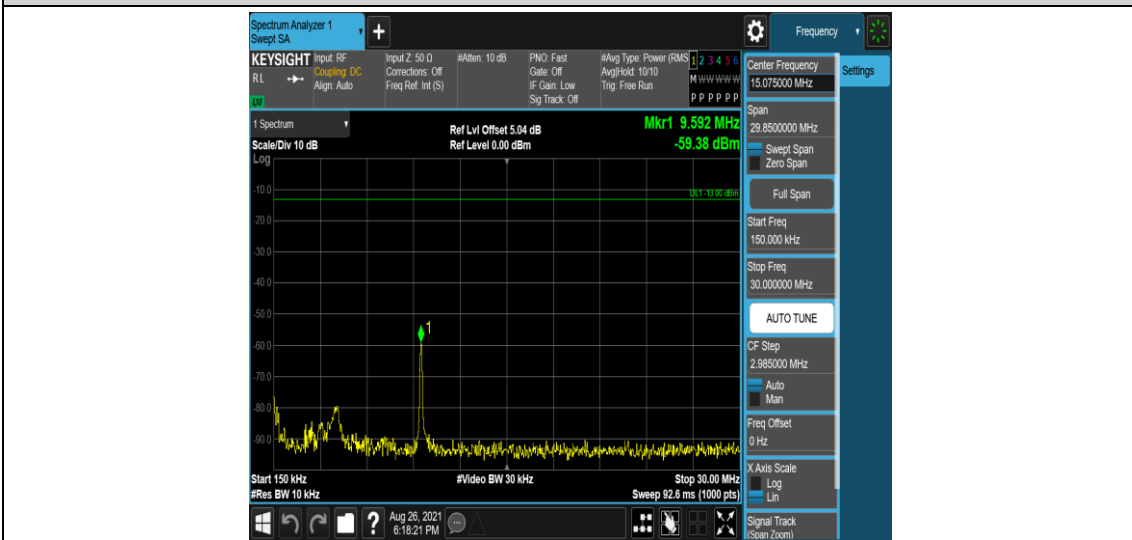 Spectrum Analyzer 1
Swept SA
+
Frequency
KEYSIGHT
RL
LXI
Input: RF
Coupling: DC
Align: Auto
Input Z: 50 Ω
Corrections: Off
Freq Ref: Int (S)
#Atten: 10 dB
PNO: Fast
Gate: Off
IF Gain: Low
Sig Track: Off
#Avg Type: Power (RMS
Avg|Hold: 10/10
Trig: Free Run
1 2 3 4 5 6
M W W W W W
P P P P P P
Center Frequency
15.075000 MHz
Settings
Span
29.8500000 MHz
Swept Span
Zero Span
Full Span
Start Freq
150.000 kHz
Stop Freq
30.000000 MHz
AUTO TUNE
CF Step
2.985000 MHz
Auto
Man
Freq Offset
0 Hz
X Axis Scale
Log
Lin
Signal Track
(Span Zoom)
1 Spectrum
Scale/Div 10 dB
Ref Lvl Offset 5.04 dB
Ref Level 0.00 dBm
Mkr1 9.592 MHz
-59.38 dBm
Log
-10.0
DL1 -13.00 dBm
-20.0
-30.0
-40.0
-50.0
1
-60.0
-70.0
-80.0
-90.0
Start 150 kHz
#Video BW 30 kHz
Stop 30.00 MHz
#Res BW 10 kHz
Sweep 92.6 ms (1000 pts)
?
Aug 26, 2021
6:18:21 PM